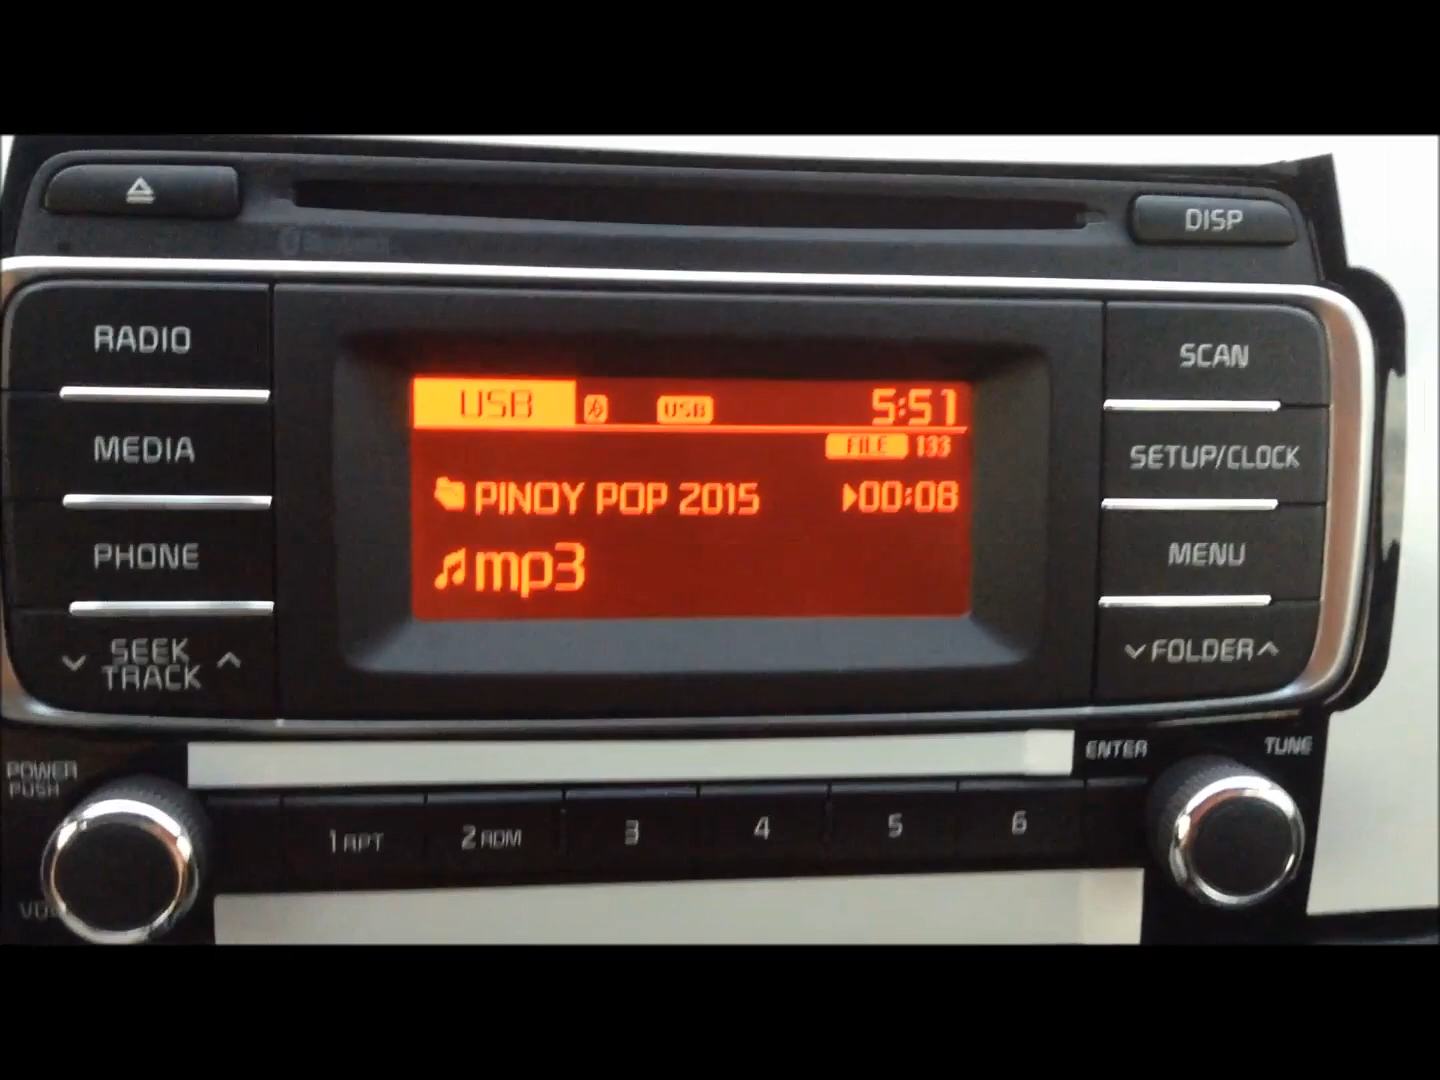 DISP
RADIO
MEDIA
PHONE
SEEK
TRACK
USB USB 5:51
FILE 133
PINOY POP 2015 00:08
mp3
SCAN
SETUP/CLOCK
MENU
FOLDER
POWER
PUSH
1 RPT 2 RDM 3 4 5 6
ENTER
TUNE